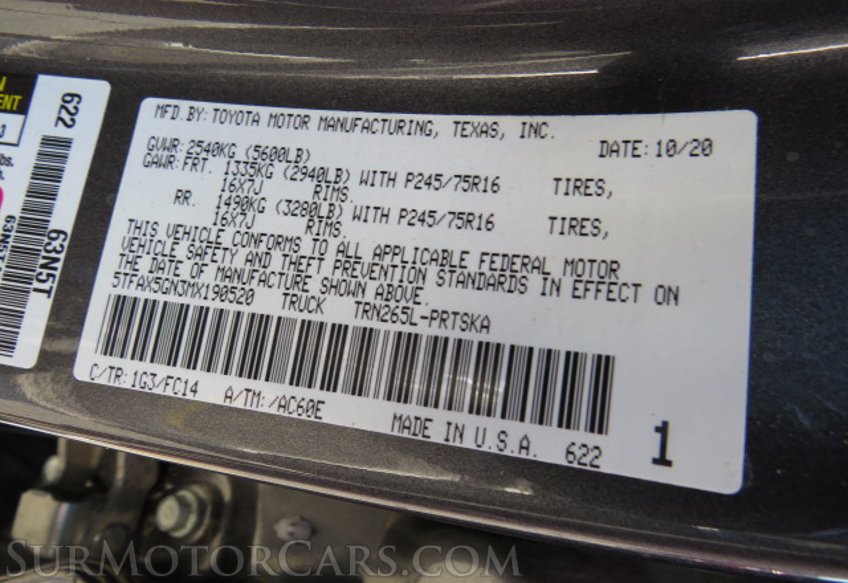 N
ENT
3
lbs.
622
63N5T
MFD.BY:TOYOTA MOTOR MANUFACTURING, TEXAS, INC.
DATE: 10/20
GVWR:2540KG (5600LB)
GAWR:FRT. 1335KG (2940LB) WITH P245/75R16 TIRES,
16X7J RIMS.
RR. 1490KG (3280LB) WITH P245/75R16 TIRES,
16X7J RIMS.
THIS VEHICLE CONFORMS TO ALL APPLICABLE FEDERAL MOTOR
VEHICLE SAFETY AND THEFT PREVENTION STANDARDS IN EFFECT ON
THE DATE OF MANUFACTURE SHOWN ABOVE.
5TFAX5GN3MX190520 TRUCK TRN265L-PRTSKA
C/TR:1G3/FC14 A/TM:/AC60E MADE IN U.S.A. 622 1
SurMotorCars.com